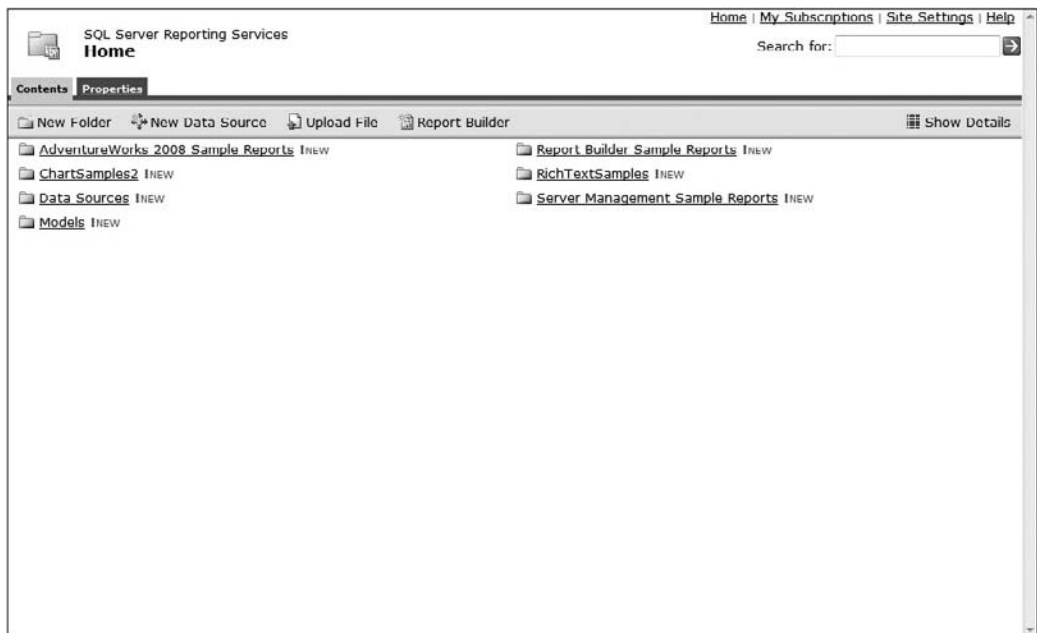 Home | My Subscriptions | Site Settings | Help
SQL Server Reporting Services
Home
Search for:
Contents Properties
New Folder New Data Source Upload File Report Builder Show Details
AdventureWorks 2008 Sample Reports !NEW Report Builder Sample Reports !NEW
ChartSamples2 !NEW RichTextSamples !NEW
Data Sources !NEW Server Management Sample Reports !NEW
Models !NEW